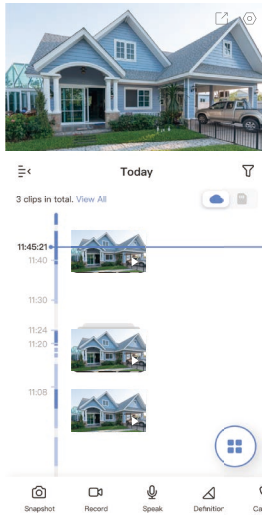 Today
3 clips in total. View All
11:45:21
11:40
11:30
11:24
11:20
11:08
Snapshot
Record
Speak
Definition